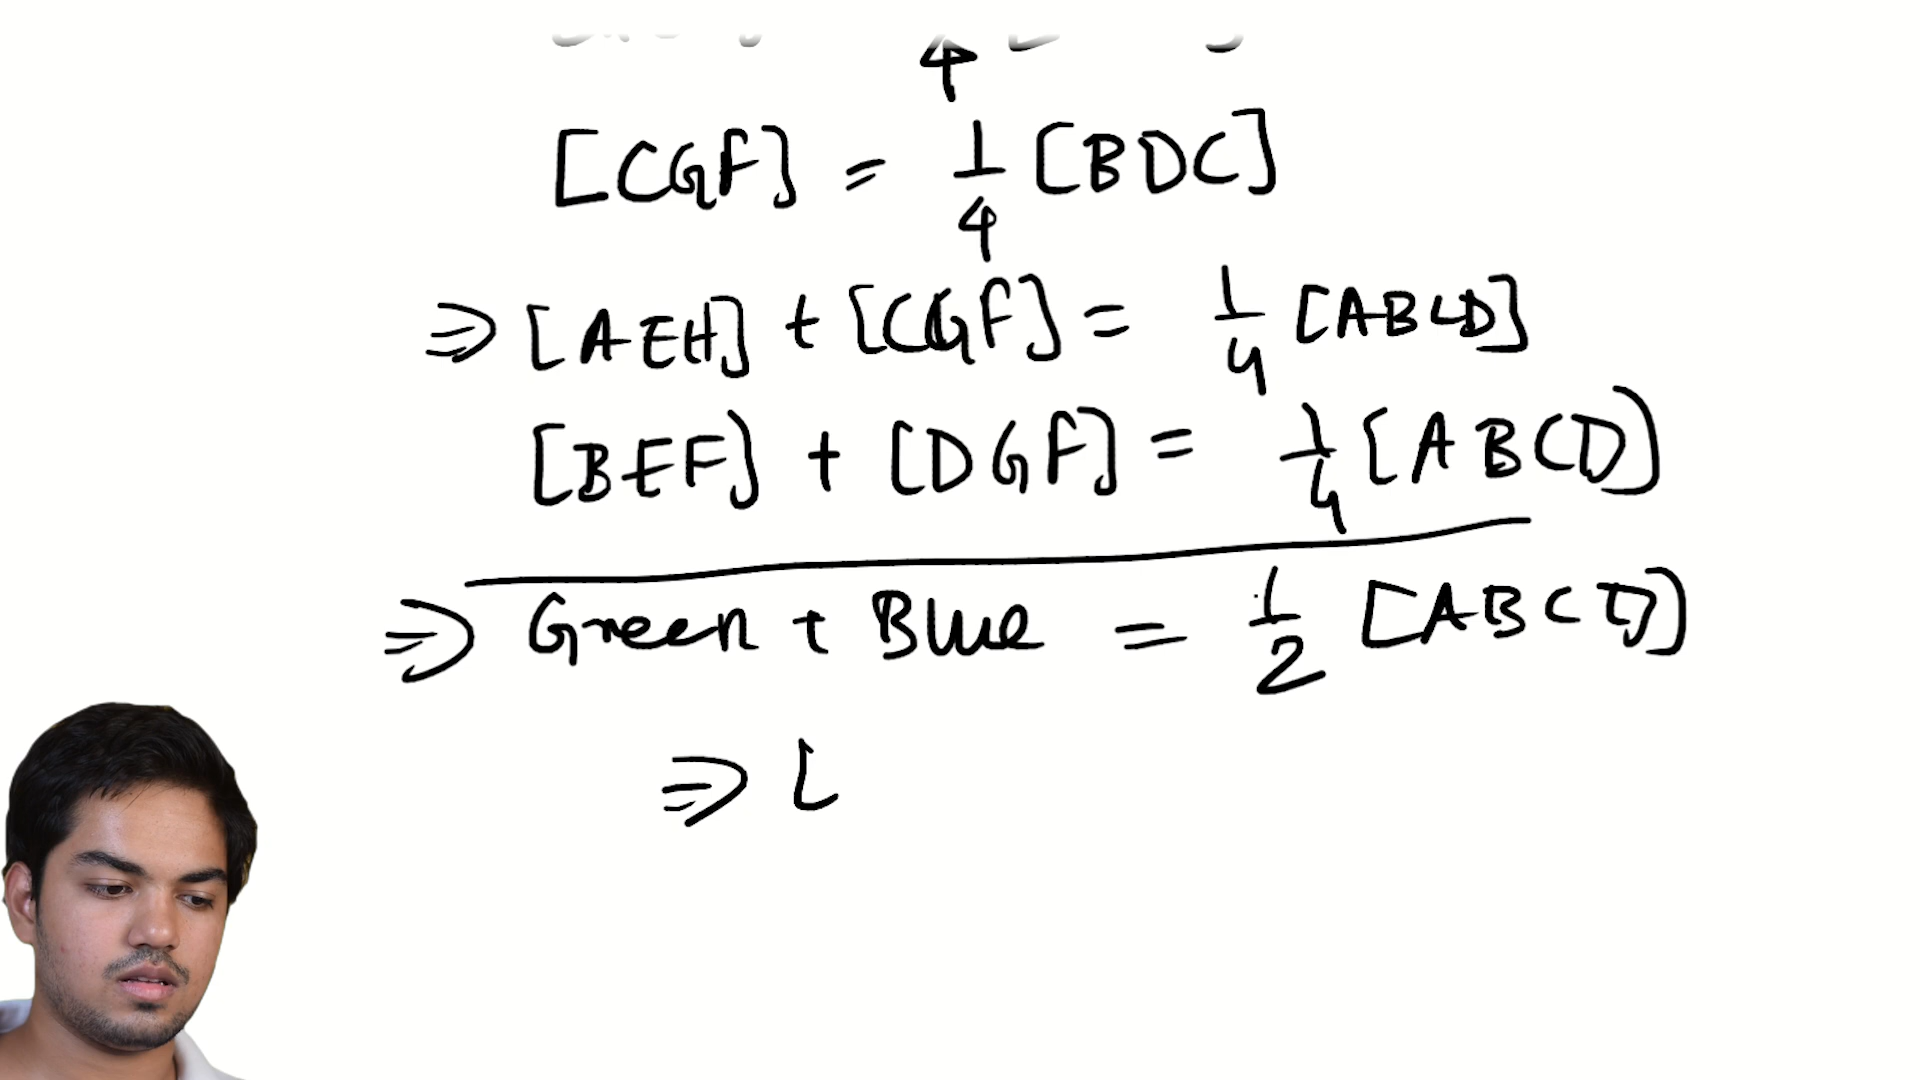 4
[CGF] = 1/4 [BDC]
⇒ [AEH] + [CGF] = 1/4 [ABCD]
[BEF] + [DGF] = 1/4 [ABCD]
⇒ Green + Blue = 1/2 [ABCD]
⇒ [